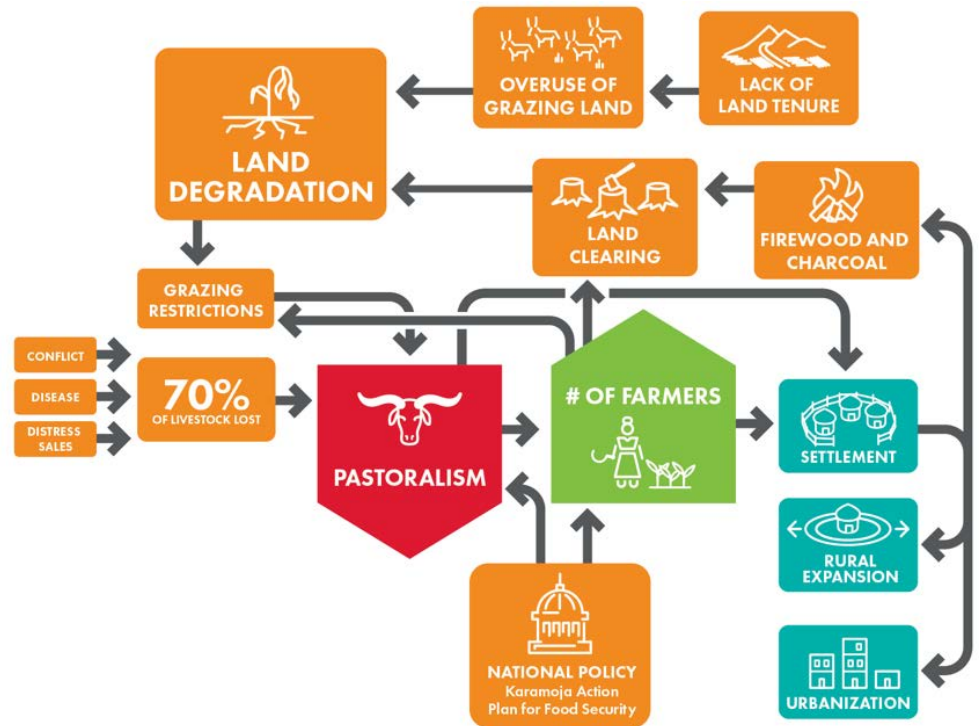 OVERUSE OF
GRAZING LAND
LACK OF
LAND TENURE
LAND
DEGRADATION
LAND
CLEARING
FIREWOOD AND
CHARCOAL
GRAZING
RESTRICTIONS
CONFLICT
DISEASE
DISTRESS
SALES
70%
OF LIVESTOCK LOST
PASTORALISM
# OF FARMERS
SETTLEMENT
RURAL
EXPANSION
URBANIZATION
NATIONAL POLICY
Karamoja Action
Plan for Food Security